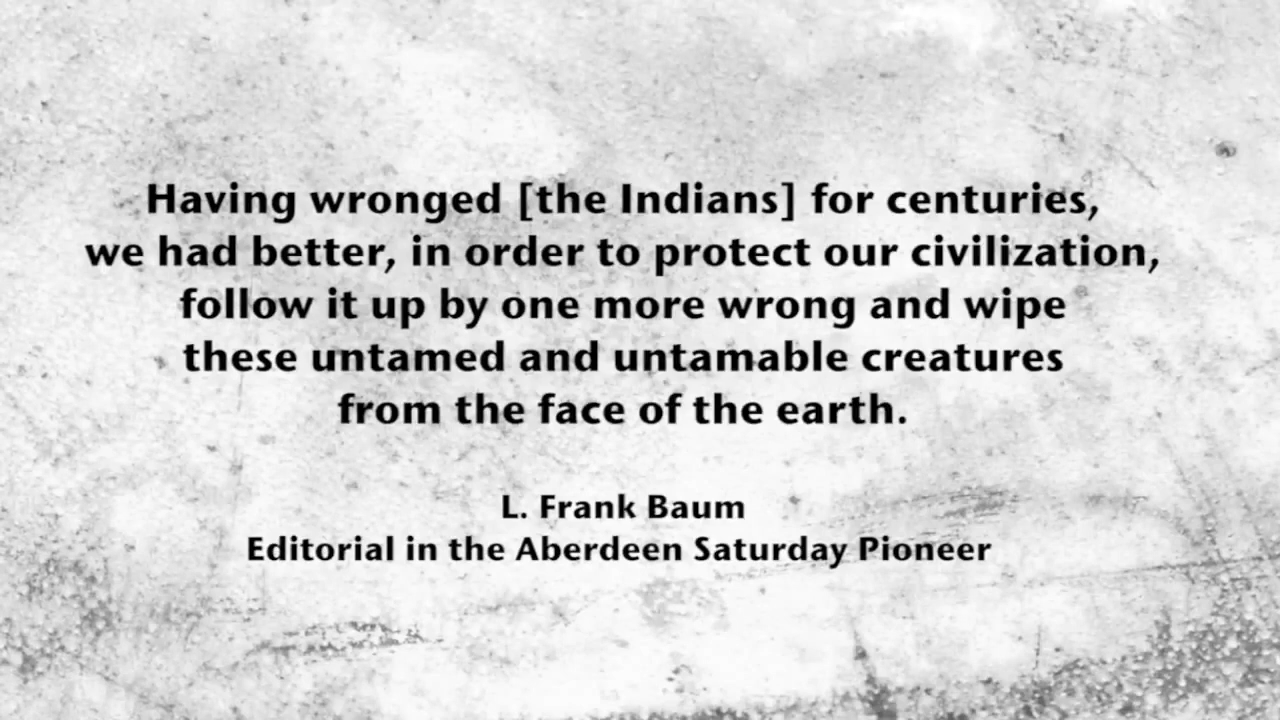 Having wronged [the Indians] for centuries,
we had better, in order to protect our civilization,
follow it up by one more wrong and wipe
these untamed and untamable creatures
from the face of the earth.
L. Frank Baum
Editorial in the Aberdeen Saturday Pioneer